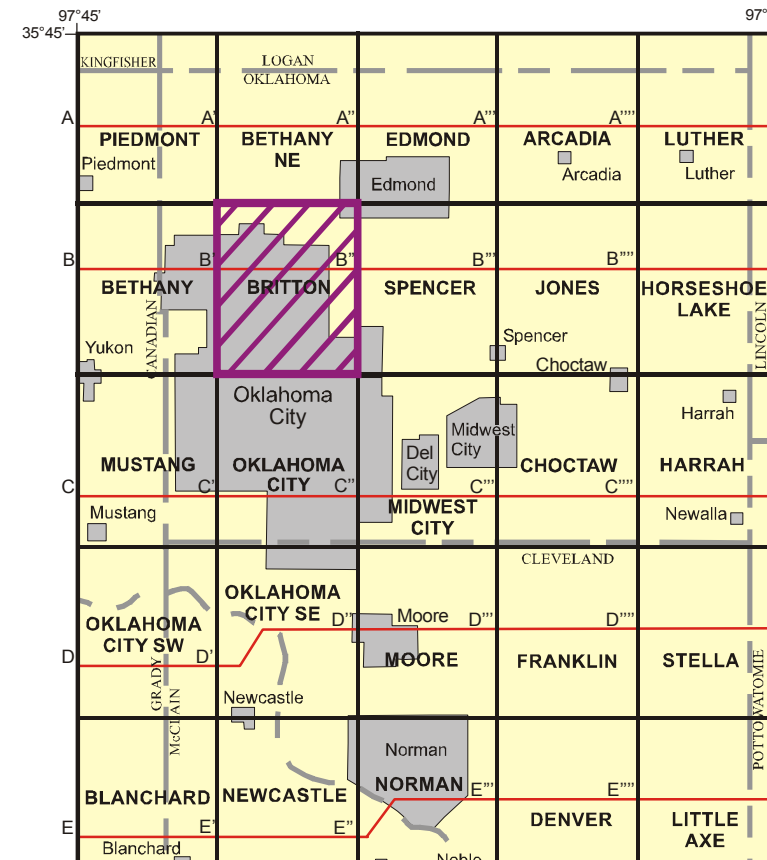 97°45'
97°
35°45'
KINGFISHER
LOGAN
OKLAHOMA
A
A'
A''
A'''
A''''
PIEDMONT
BETHANY
NE
EDMOND
ARCADIA
LUTHER
Piedmont
Edmond
Arcadia
Luther
B
B'
B''
B'''
B''''
BETHANY
BRITTON
SPENCER
JONES
HORSESHOE
LAKE
CANADIAN
LINCOLN
Yukon
Spencer
Choctaw
Oklahoma
City
Harrah
Midwest
City
Del
City
MUSTANG
OKLAHOMA
CITY
CHOCTAW
HARRAH
C
C'
C''
C'''
C''''
Mustang
MIDWEST
CITY
Newalla
CLEVELAND
OKLAHOMA
CITY SE
OKLAHOMA
CITY SW
Moore
D
D'
D''
D'''
D''''
MOORE
FRANKLIN
STELLA
GRADY
McCLAIN
POTTOWATOMIE
Newcastle
Norman
BLANCHARD
NEWCASTLE
NORMAN
E
E'
E''
E'''
E''''
DENVER
LITTLE
AXE
Blanchard
Noble